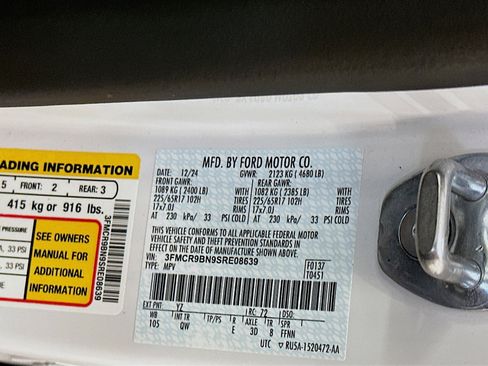 ADING INFORMATION
5 FRONT: 2 REAR: 3
415 kg or 916 lbs.
PRESSURE
33 PSI
33 PSI
SEE OWNERS
MANUAL FOR
ADDITIONAL
INFORMATION
3FMCR9BN9SRE08639
MFD. BY FORD MOTOR CO.
DATE: 12/24 GVWR: 2123 KG ( 4680 LB)
FRONT GAWR: REAR GAWR:
1089 KG ( 2400 LB) 1082 KG ( 2385 LB)
225/65R17 102H TIRES 225/65R17 102H
17x7.0J RIMS 17x7.0J
AT 230 kPa/ 33 PSI COLD AT 230 kPa/ 33 PSI COLD
THIS VEHICLE CONFORMS TO ALL APPLICABLE FEDERAL MOTOR
VEHICLE SAFETY AND THEFT PREVENTION STANDARDS IN EFFECT
ON THE DATE OF MANUFACTURE SHOWN ABOVE.
VIN: 3FMCR9BN9SRE08639 F0137
TYPE: MPV T0451
EXT PNT: YZ RC: 72 DSO:
WB INT TR TP/PS R AXLE TR SPR
105 QW E 3D 8 FFNN
UTC RU5A-1520472-AA